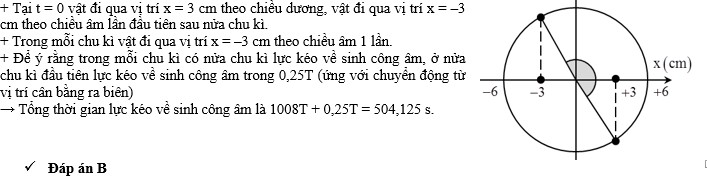 + Tại t = 0 vật đi qua vị trí x = 3 cm theo chiều dương, vật đi qua vị trí x = –3
cm theo chiều âm lần đầu tiên sau nửa chu kì.
+ Trong mỗi chu kì vật đi qua vị trí x = –3 cm theo chiều âm 1 lần.
+ Để ý rằng trong mỗi chu kì có nửa chu kì lực kéo về sinh công âm, ở nửa
chu kì đầu tiên lực kéo về sinh công âm trong 0,25T (ứng với chuyển động từ
vị trí cân bằng ra biên)
→ Tổng thời gian lực kéo về sinh công âm là 1008T + 0,25T = 504,125 s.
✓ Đáp án B
x (cm)
–6 –3 +3 +6